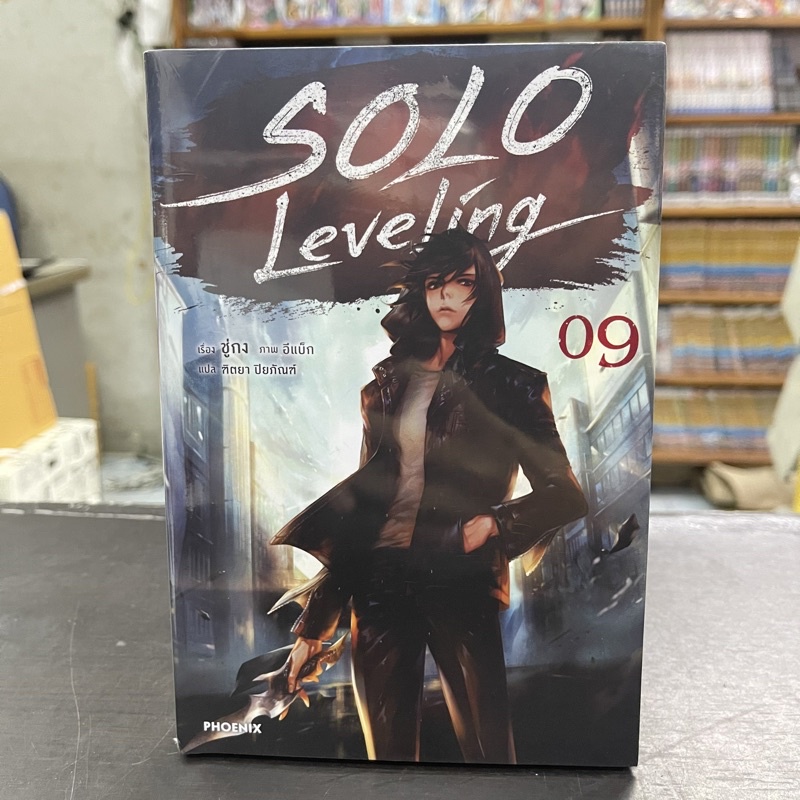 SOLO
Leveling
09
เรื่อง ชู่กง ภาพ อีแบ็ก
แปล ฑิตยา ปิยภัณฑ์
PHOENIX